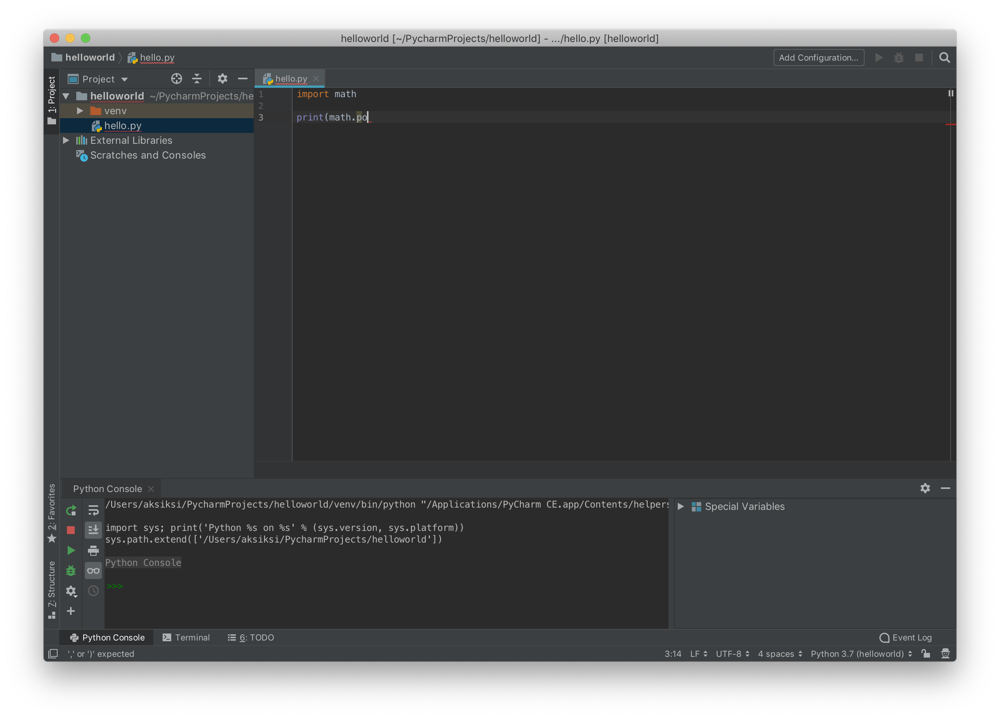 helloworld [~/PycharmProjects/helloworld] - .../hello.py [helloworld]
helloworld hello.py
Add Configuration...
1: Project
Project
hello.py
helloworld ~/PycharmProjects/he
venv
hello.py
External Libraries
Scratches and Consoles
1 import math
2
3 print(math.po
2: Favorites
7: Structure
Python Console
/Users/aksiksi/PycharmProjects/helloworld/venv/bin/python "/Applications/PyCharm CE.app/Contents/helpers
import sys; print('Python %s on %s' % (sys.version, sys.platform))
sys.path.extend(['/Users/aksiksi/PycharmProjects/helloworld'])
Python Console
>>>
Special Variables
Python Console Terminal 6: TODO Event Log
',' or ')' expected 3:14 LF UTF-8 4 spaces Python 3.7 (helloworld)